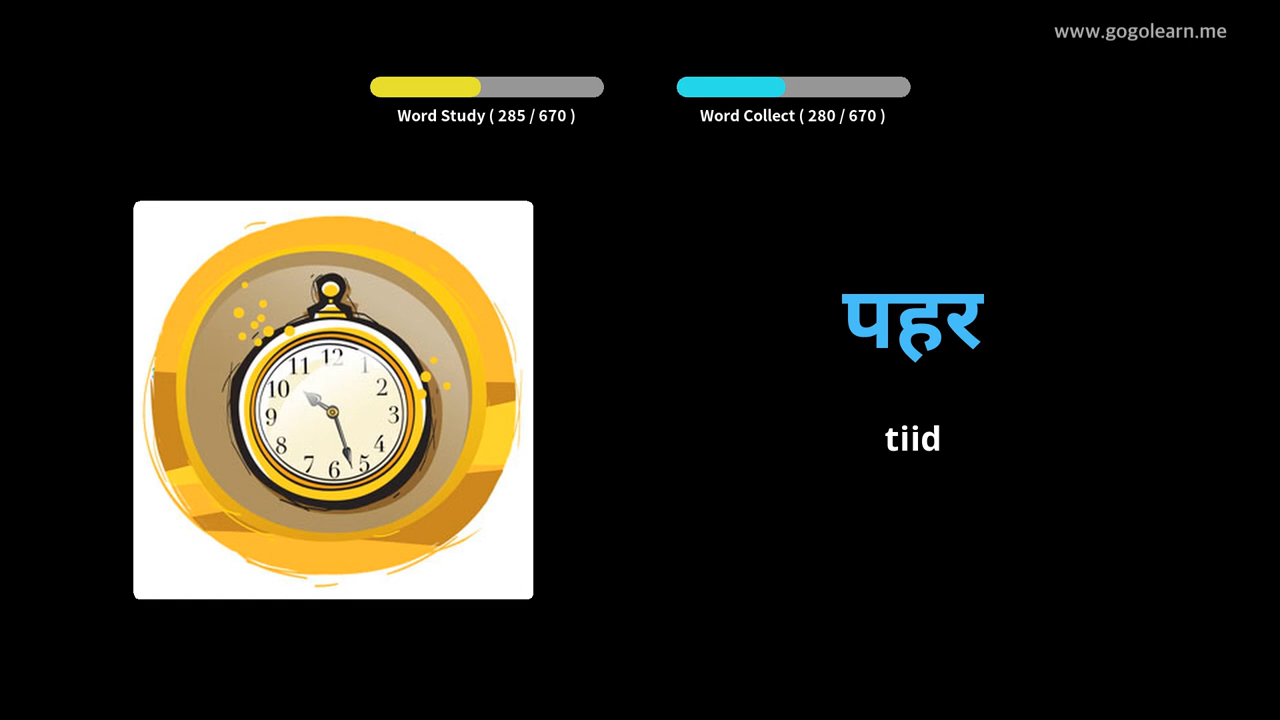 www.gogolearn.me
Word Study ( 285 / 670 )
Word Collect ( 280 / 670 )
11 12 1
10 2
9 3
8 4
7 6 5
पहर
tiid